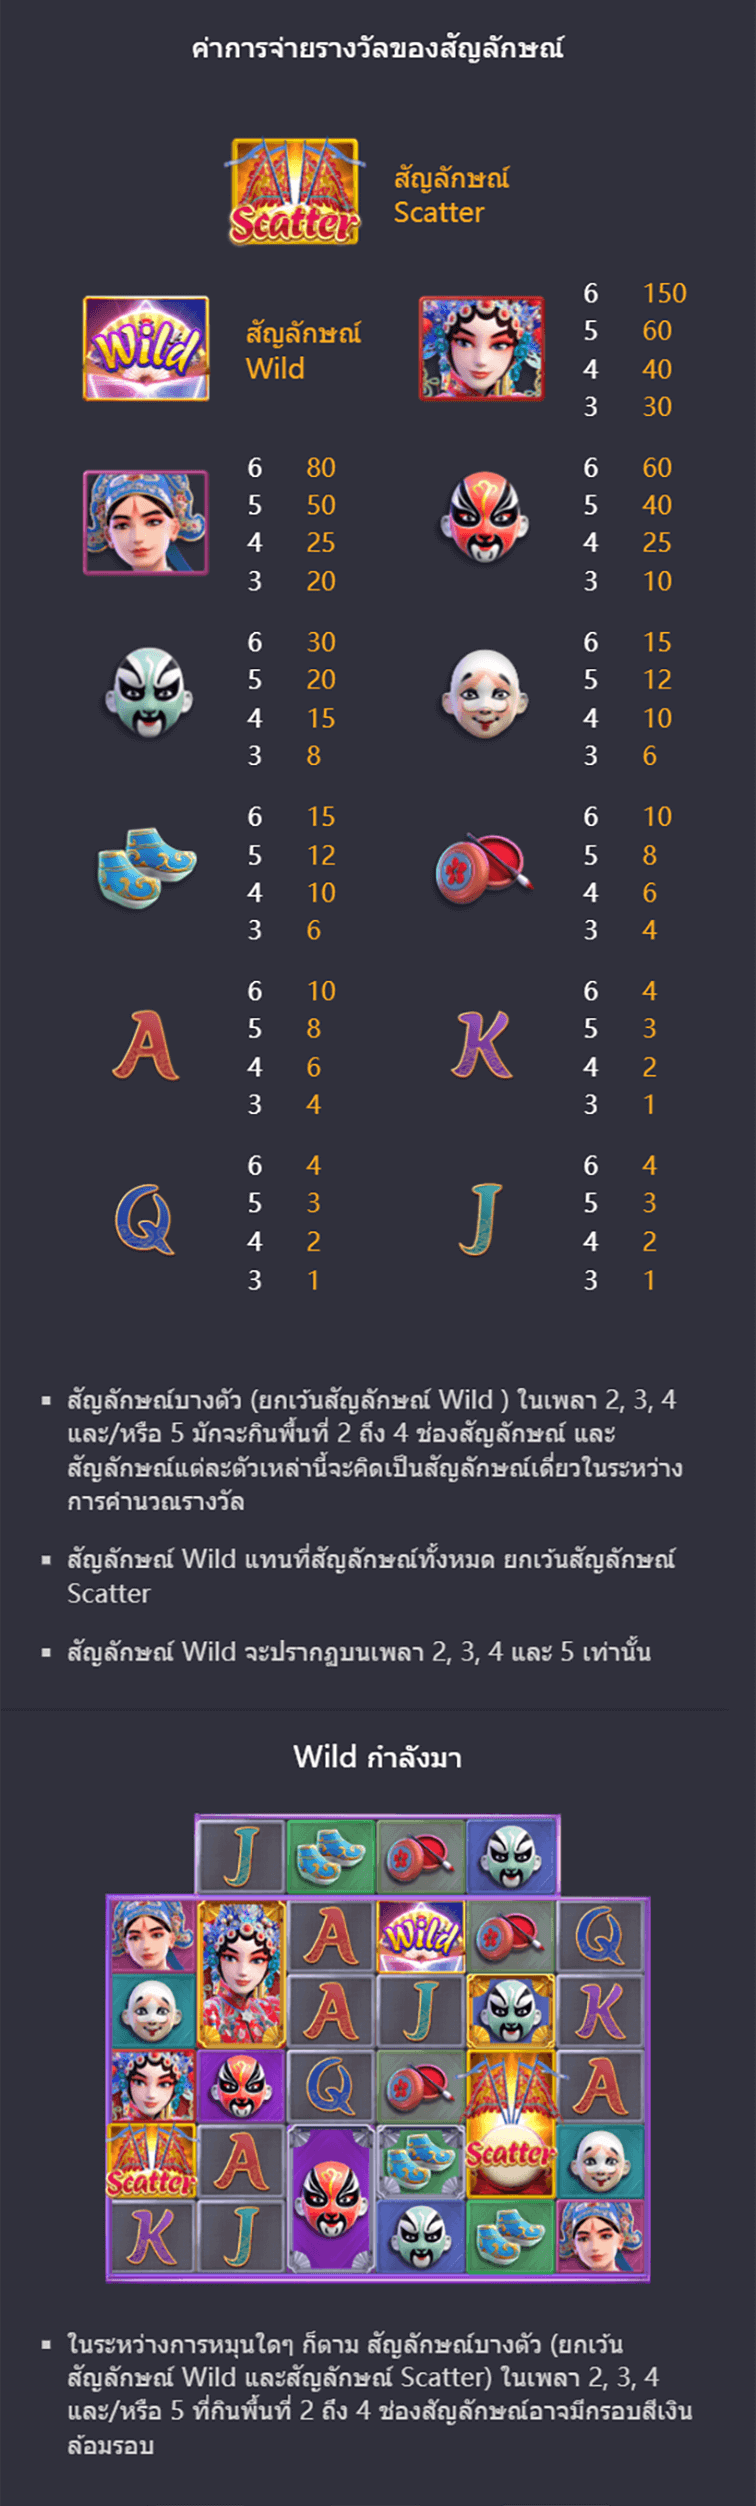 ค่าการจ่ายรางวัลของสัญลักษณ์
Scatter
สัญลักษณ์
Scatter
Wild
สัญลักษณ์
Wild
6 150
5 60
4 40
3 30
6 80
5 50
4 25
3 20
6 60
5 40
4 25
3 10
6 30
5 20
4 15
3 8
6 15
5 12
4 10
3 6
6 15
5 12
4 10
3 6
6 10
5 8
6 4
4 6
3 4
A
6 10
5 8
4 6
3 4
K
6 4
5 3
4 2
3 1
Q
6 4
5 3
4 2
3 1
J
6 4
5 3
4 2
3 1
สัญลักษณ์บางตัว (ยกเว้นสัญลักษณ์ Wild ) ในเพลา 2, 3, 4
และ/หรือ 5 มักจะกินพื้นที่ 2 ถึง 4 ช่องสัญลักษณ์ และ
สัญลักษณ์แต่ละตัวเหล่านี้จะคิดเป็นสัญลักษณ์เดี่ยวในระหว่าง
การคำนวณรางวัล
สัญลักษณ์ Wild แทนที่สัญลักษณ์ทั้งหมด ยกเว้นสัญลักษณ์
Scatter
สัญลักษณ์ Wild จะปรากฏบนเพลา 2, 3, 4 และ 5 เท่านั้น
Wild กำลังมา
J
A Wild Q
A J K
Q A
Scatter A Scatter
K J
ในระหว่างการหมุนใดๆ ก็ตาม สัญลักษณ์บางตัว (ยกเว้น
สัญลักษณ์ Wild และสัญลักษณ์ Scatter) ในเพลา 2, 3, 4
และ/หรือ 5 ที่กินพื้นที่ 2 ถึง 4 ช่องสัญลักษณ์อาจมีกรอบสีเงิน
ล้อมรอบ